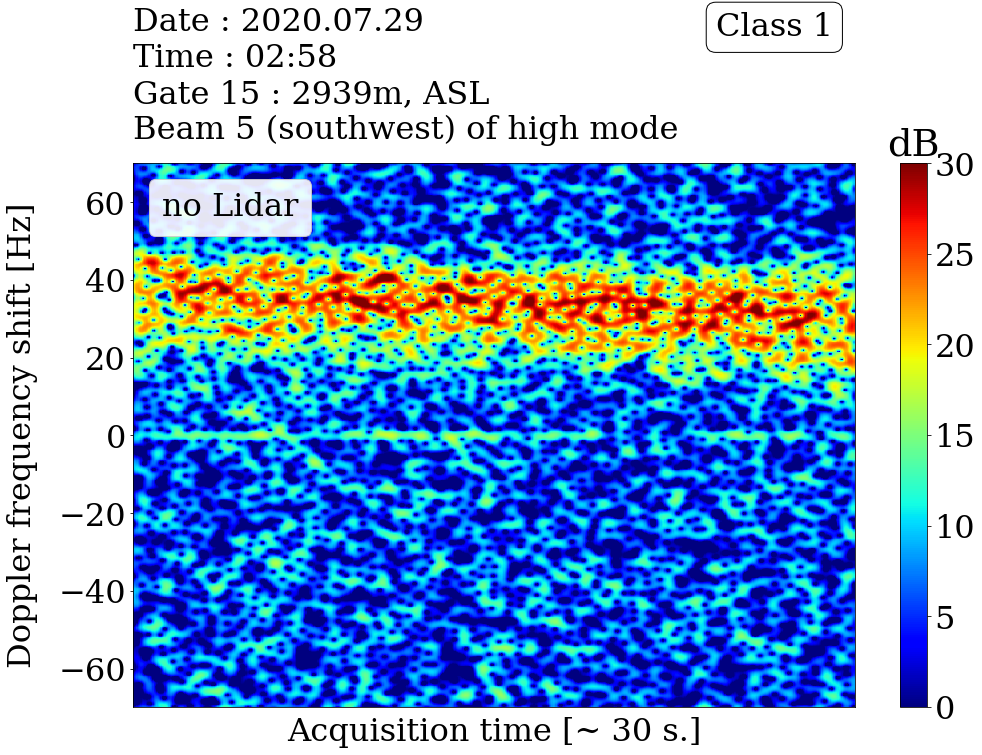 Date : 2020.07.29
Time : 02:58
Gate 15 : 2939m, ASL
Beam 5 (southwest) of high mode
Class 1
dB
no Lidar
Doppler frequency shift [Hz]
60
40
20
0
−20
−40
−60
30
25
20
15
10
5
0
Acquisition time [~ 30 s.]